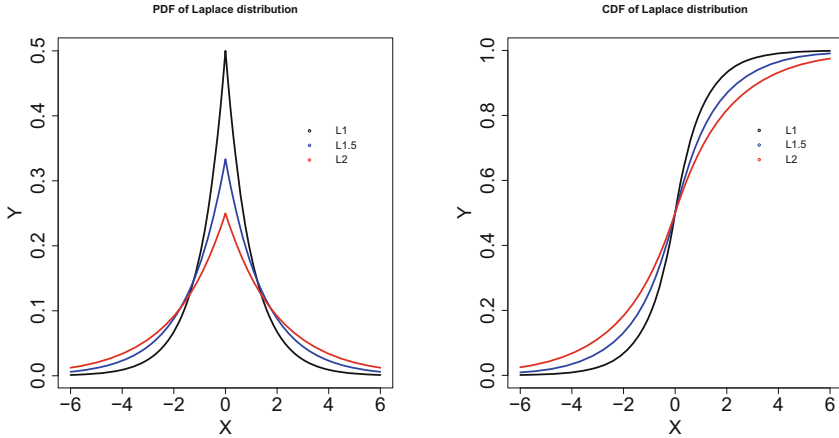 PDF of Laplace distribution
0.5
0.4
0.3
0.2
0.1
0.0
Y
L1
L1.5
L2
−6 −4 −2 0 2 4 6
X
CDF of Laplace distribution
1.0
0.8
0.6
0.4
0.2
0.0
Y
L1
L1.5
L2
−6 −4 −2 0 2 4 6
X